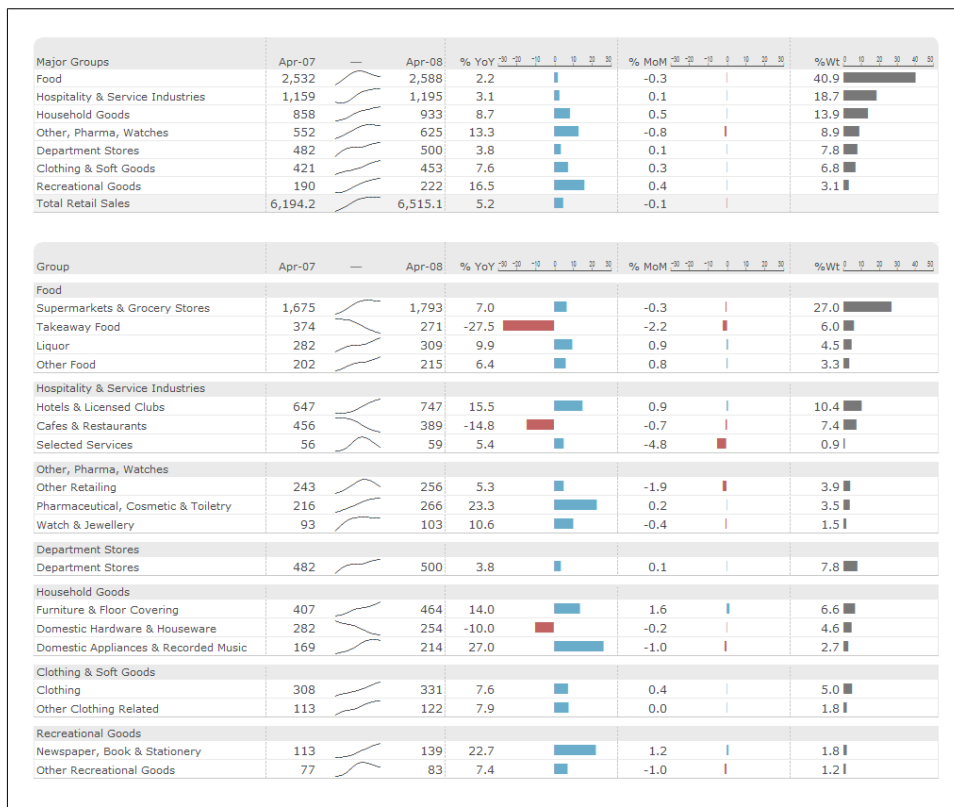 Major Groups Apr-07 — Apr-08 % YoY -30 -20 -10 0 10 20 30 % MoM -30 -20 -10 0 10 20 30 %Wt 0 10 20 30 40 50
Food 2,532 2,588 2.2 -0.3 40.9
Hospitality & Service Industries 1,159 1,195 3.1 0.1 18.7
Household Goods 858 933 8.7 0.5 13.9
Other, Pharma, Watches 552 625 13.3 -0.8 8.9
Department Stores 482 500 3.8 0.1 7.8
Clothing & Soft Goods 421 453 7.6 0.3 6.8
Recreational Goods 190 222 16.5 0.4 3.1
Total Retail Sales 6,194.2 6,515.1 5.2 -0.1
Group Apr-07 — Apr-08 % YoY -30 -20 -10 0 10 20 30 % MoM -30 -20 -10 0 10 20 30 %Wt 0 10 20 30 40 50
Food
Supermarkets & Grocery Stores 1,675 1,793 7.0 -0.3 27.0
Takeaway Food 374 271 -27.5 -2.2 6.0
Liquor 282 309 9.9 0.9 4.5
Other Food 202 215 6.4 0.8 3.3
Hospitality & Service Industries
Hotels & Licensed Clubs 647 747 15.5 0.9 10.4
Cafes & Restaurants 456 389 -14.8 -0.7 7.4
Selected Services 56 59 5.4 -4.8 0.9
Other, Pharma, Watches
Other Retailing 243 256 5.3 -1.9 3.9
Pharmaceutical, Cosmetic & Toiletry 216 266 23.3 0.2 3.5
Watch & Jewellery 93 103 10.6 -0.4 1.5
Department Stores
Department Stores 482 500 3.8 0.1 7.8
Household Goods
Furniture & Floor Covering 407 464 14.0 1.6 6.6
Domestic Hardware & Houseware 282 254 -10.0 -0.2 4.6
Domestic Appliances & Recorded Music 169 214 27.0 -1.0 2.7
Clothing & Soft Goods
Clothing 308 331 7.6 0.4 5.0
Other Clothing Related 113 122 7.9 0.0 1.8
Recreational Goods
Newspaper, Book & Stationery 113 139 22.7 1.2 1.8
Other Recreational Goods 77 83 7.4 -1.0 1.2